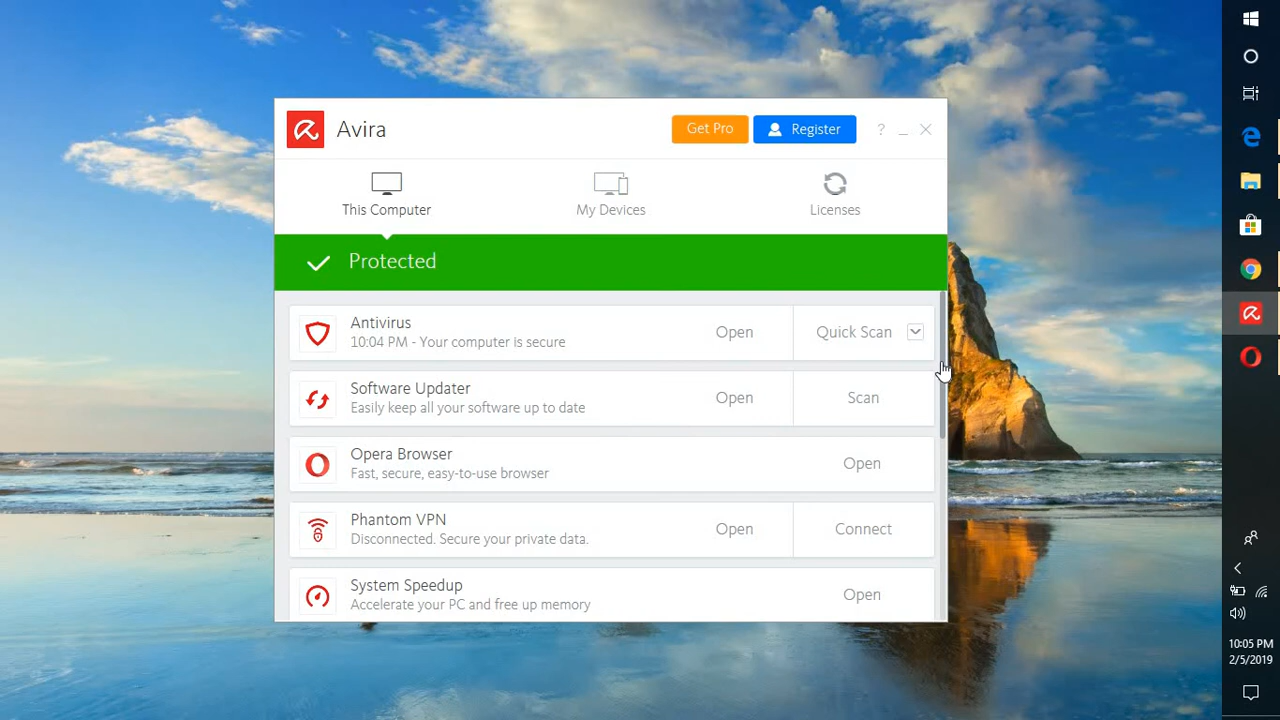 Avira
Get Pro
Register
?
This Computer
My Devices
Licenses
Protected
Antivirus
10:04 PM - Your computer is secure
Open
Quick Scan
Software Updater
Easily keep all your software up to date
Open
Scan
Opera Browser
Fast, secure, easy-to-use browser
Open
Phantom VPN
Disconnected. Secure your private data.
Open
Connect
System Speedup
Accelerate your PC and free up memory
Open
10:05 PM
2/5/2019